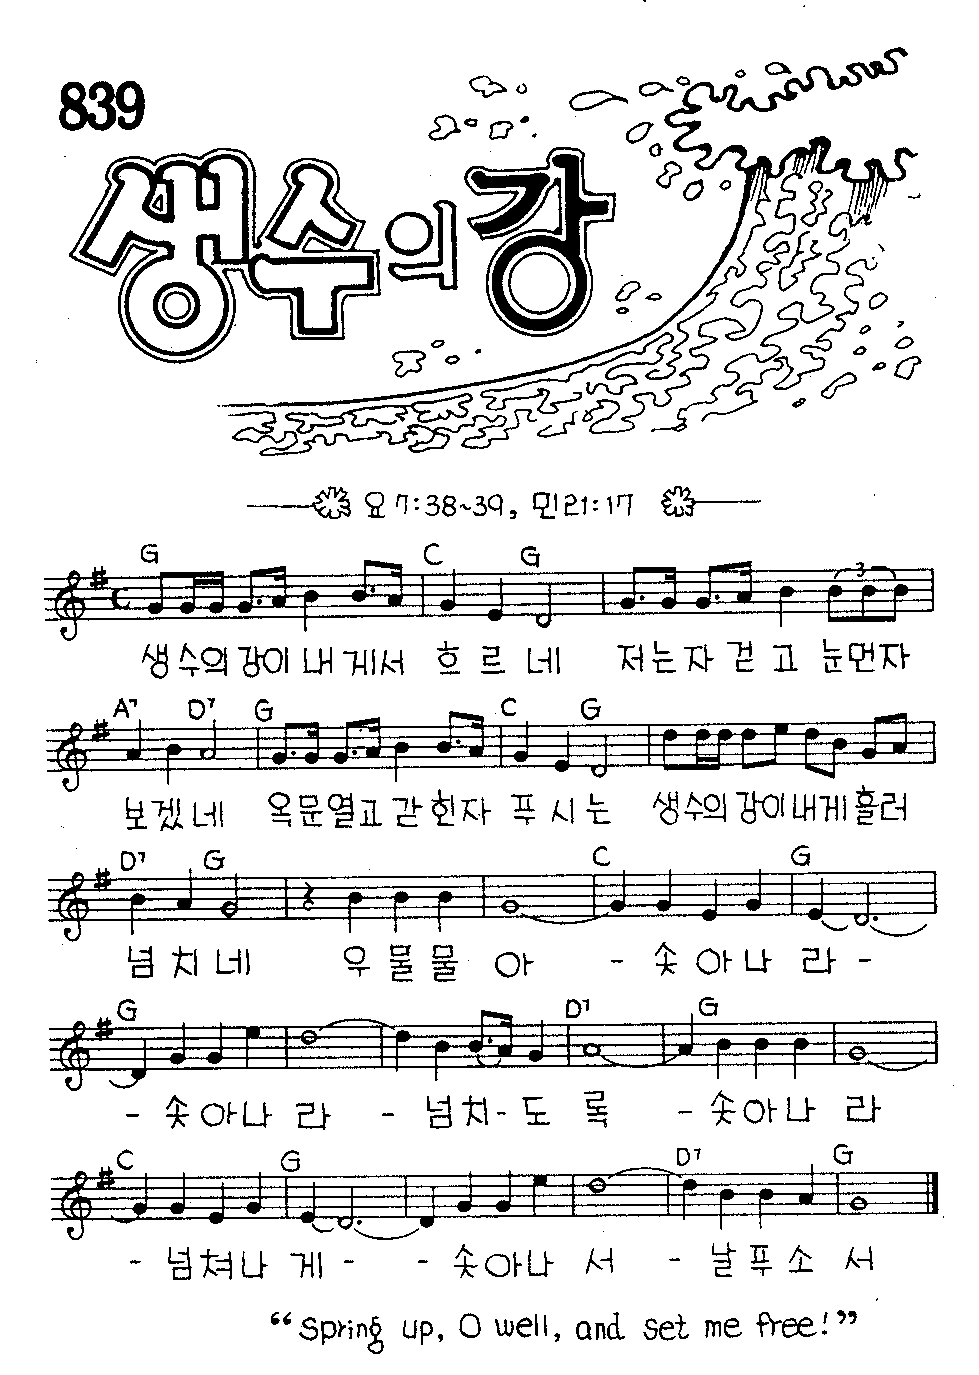 839
생수의 강
요 7:38~39, 민21:17
G C G
생 수의 강이 내 게서 흐 르 네 저는자 걷 고 눈먼자
A7 D7 G C G
보겠네 옥문열고 갇 힌자 푸 시 는 생수의 강이내게흘러
D7 G C G
넘 치 네 우 물 물 아 - 솟 아 나 라 -
G D7 G
- 솟 아 나 라 - 넘치- 도 록 - 솟 아 나 라
C G D7 G
- 넘 쳐 나 게 - - 솟 아 나 서 - 날 푸 소 서
“Spring up, O well, and set me free!”